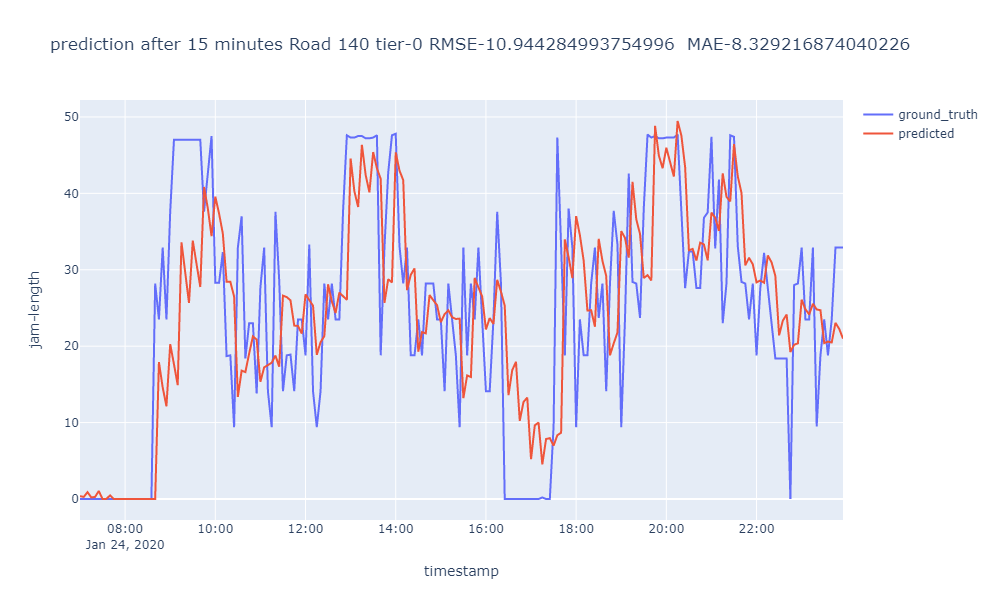 prediction after 15 minutes Road 140 tier-0 RMSE-10.944284993754996  MAE-8.329216874040226
ground_truth
predicted
50
40
30
20
10
0
jam-length
08:00 10:00 12:00 14:00 16:00 18:00 20:00 22:00
Jan 24, 2020
timestamp